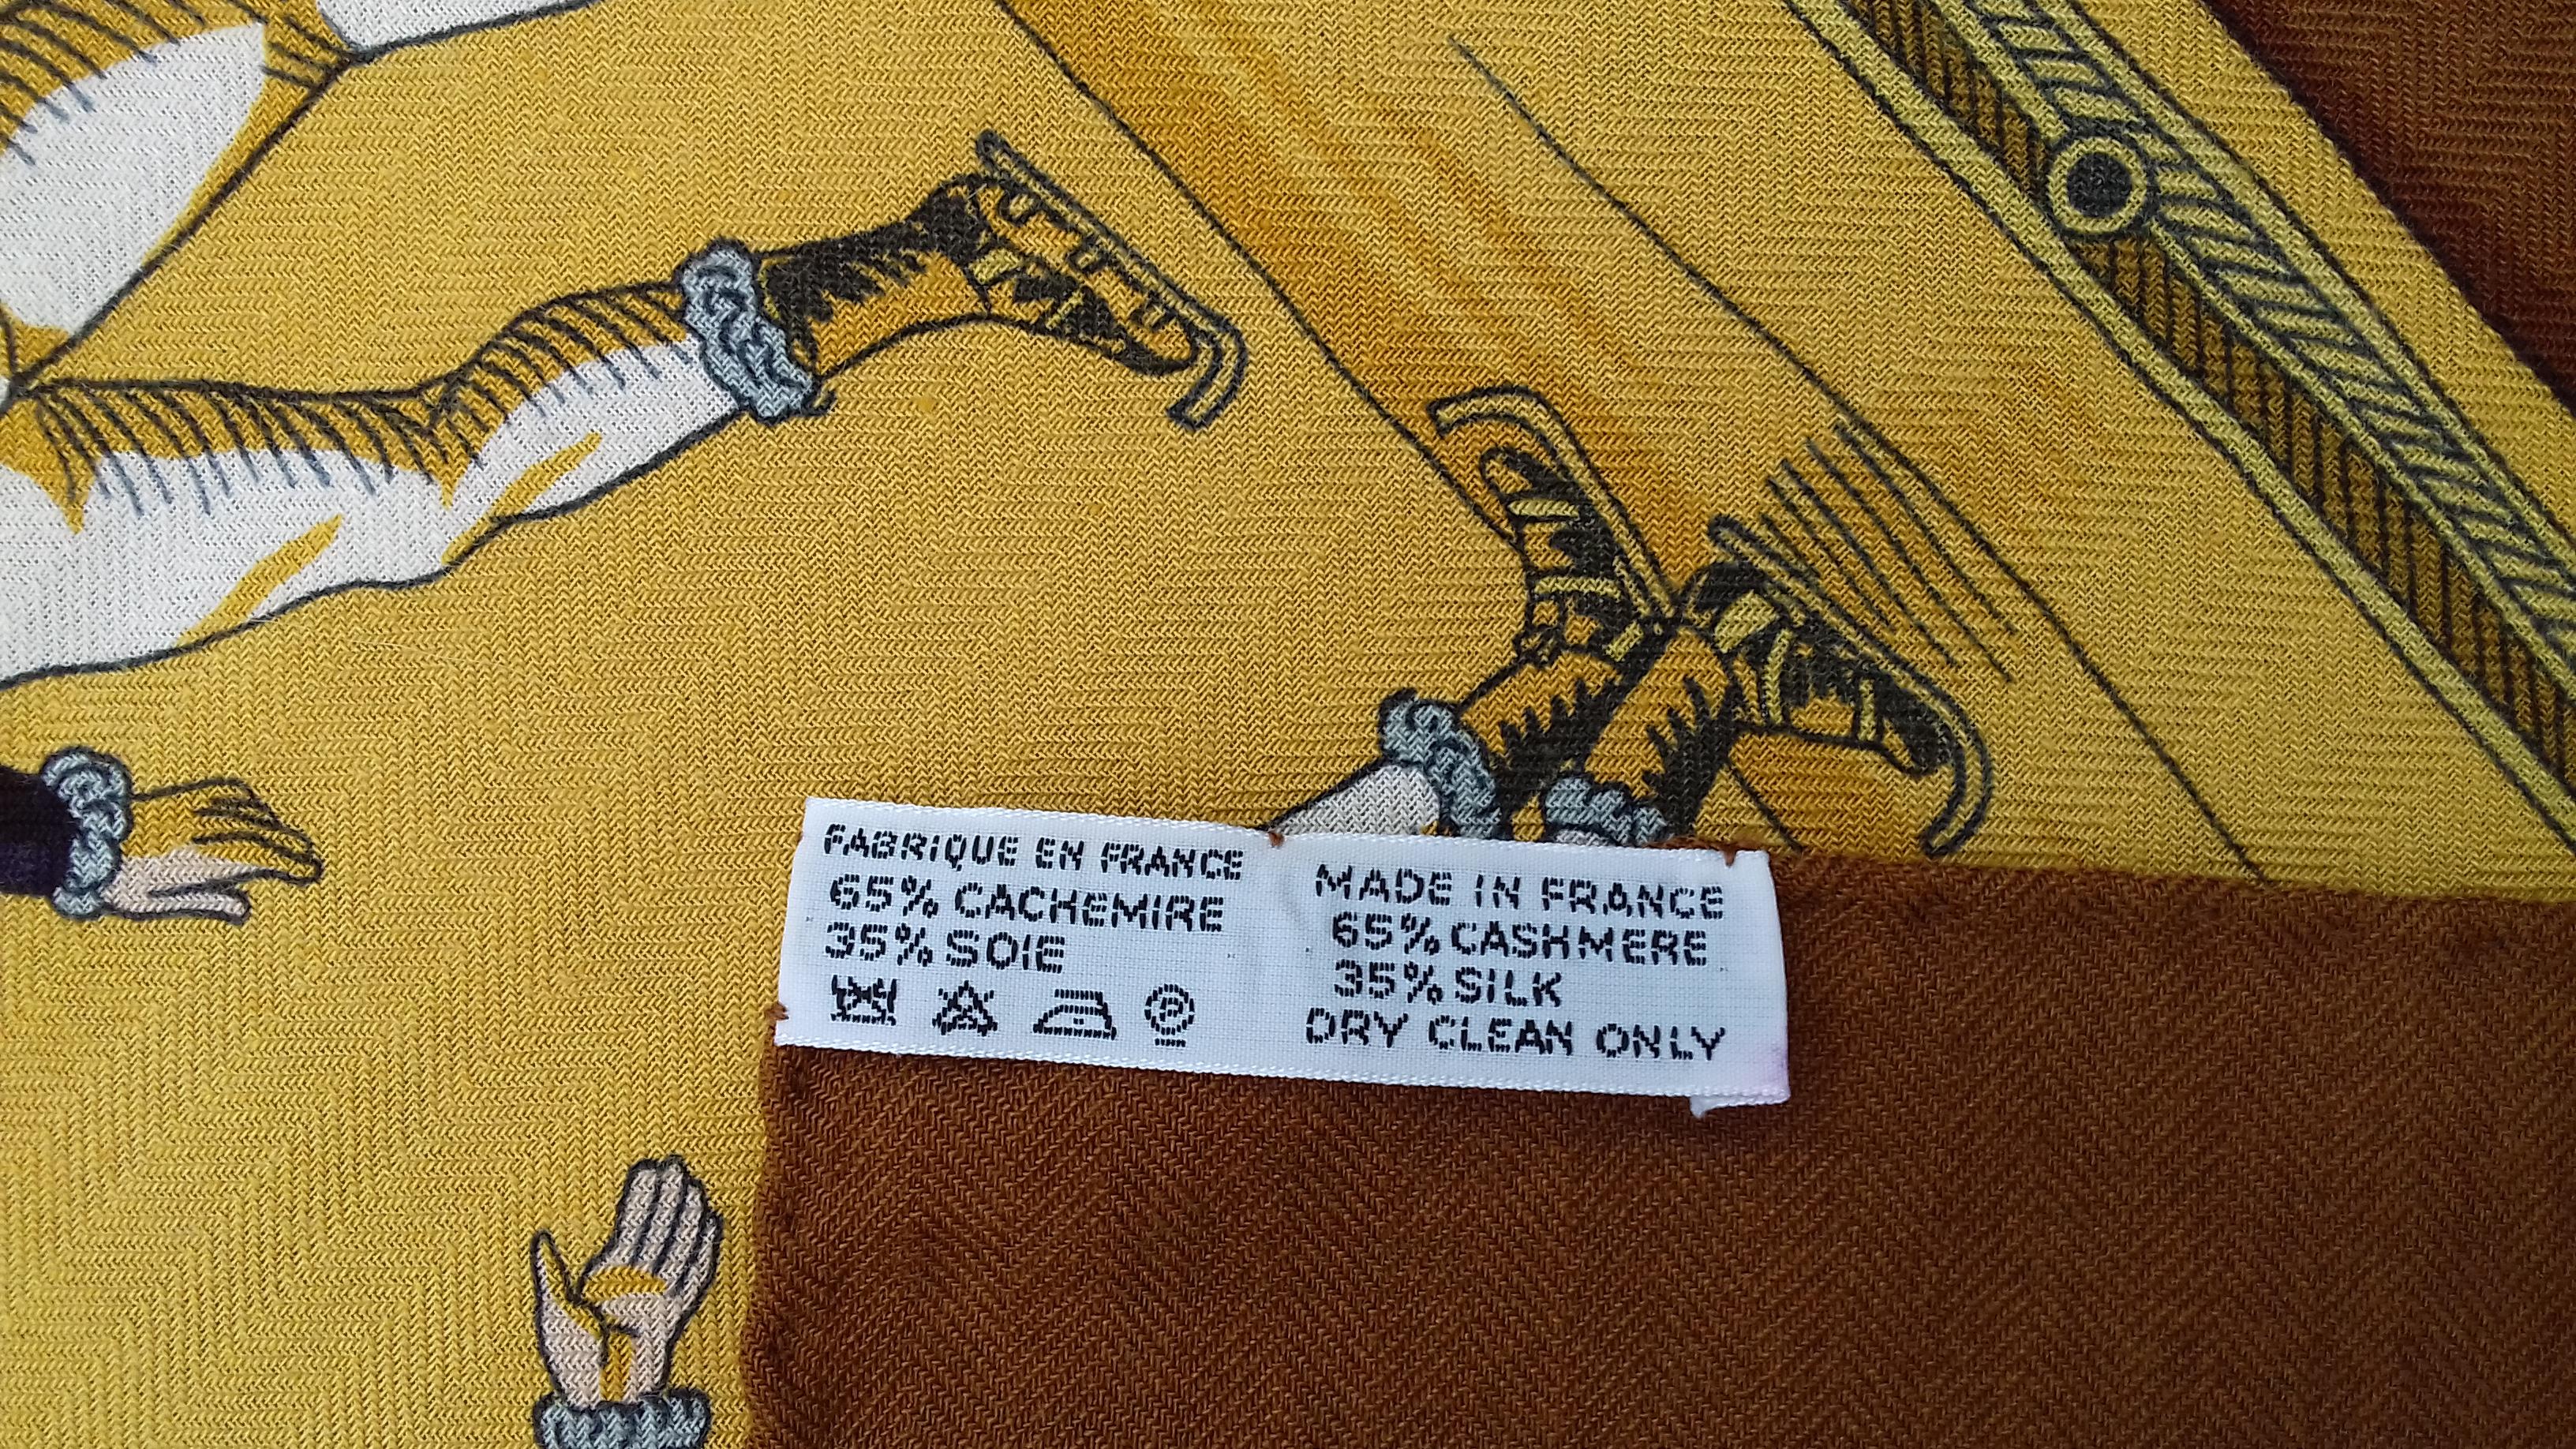 FABRIQUE EN FRANCE
65% CACHEMIRE
35% SOIE
P
MADE IN FRANCE
65% CASHMERE
35% SILK
DRY CLEAN ONLY